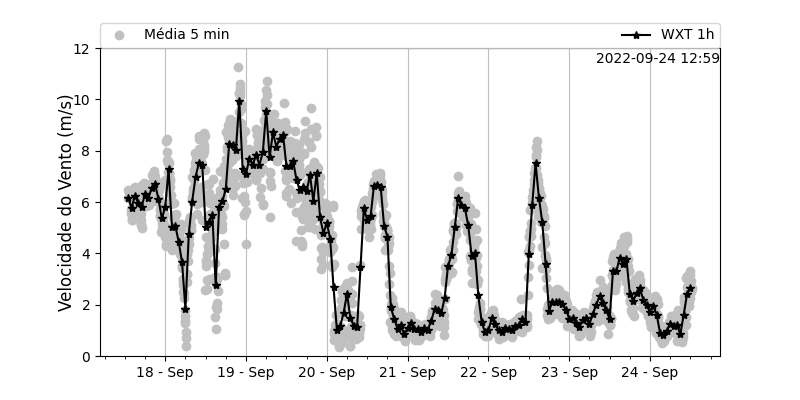 Média 5 min
WXT 1h
2022-09-24 12:59
Velocidade do Vento (m/s)
12
10
8
6
4
2
0
18 - Sep
19 - Sep
20 - Sep
21 - Sep
22 - Sep
23 - Sep
24 - Sep